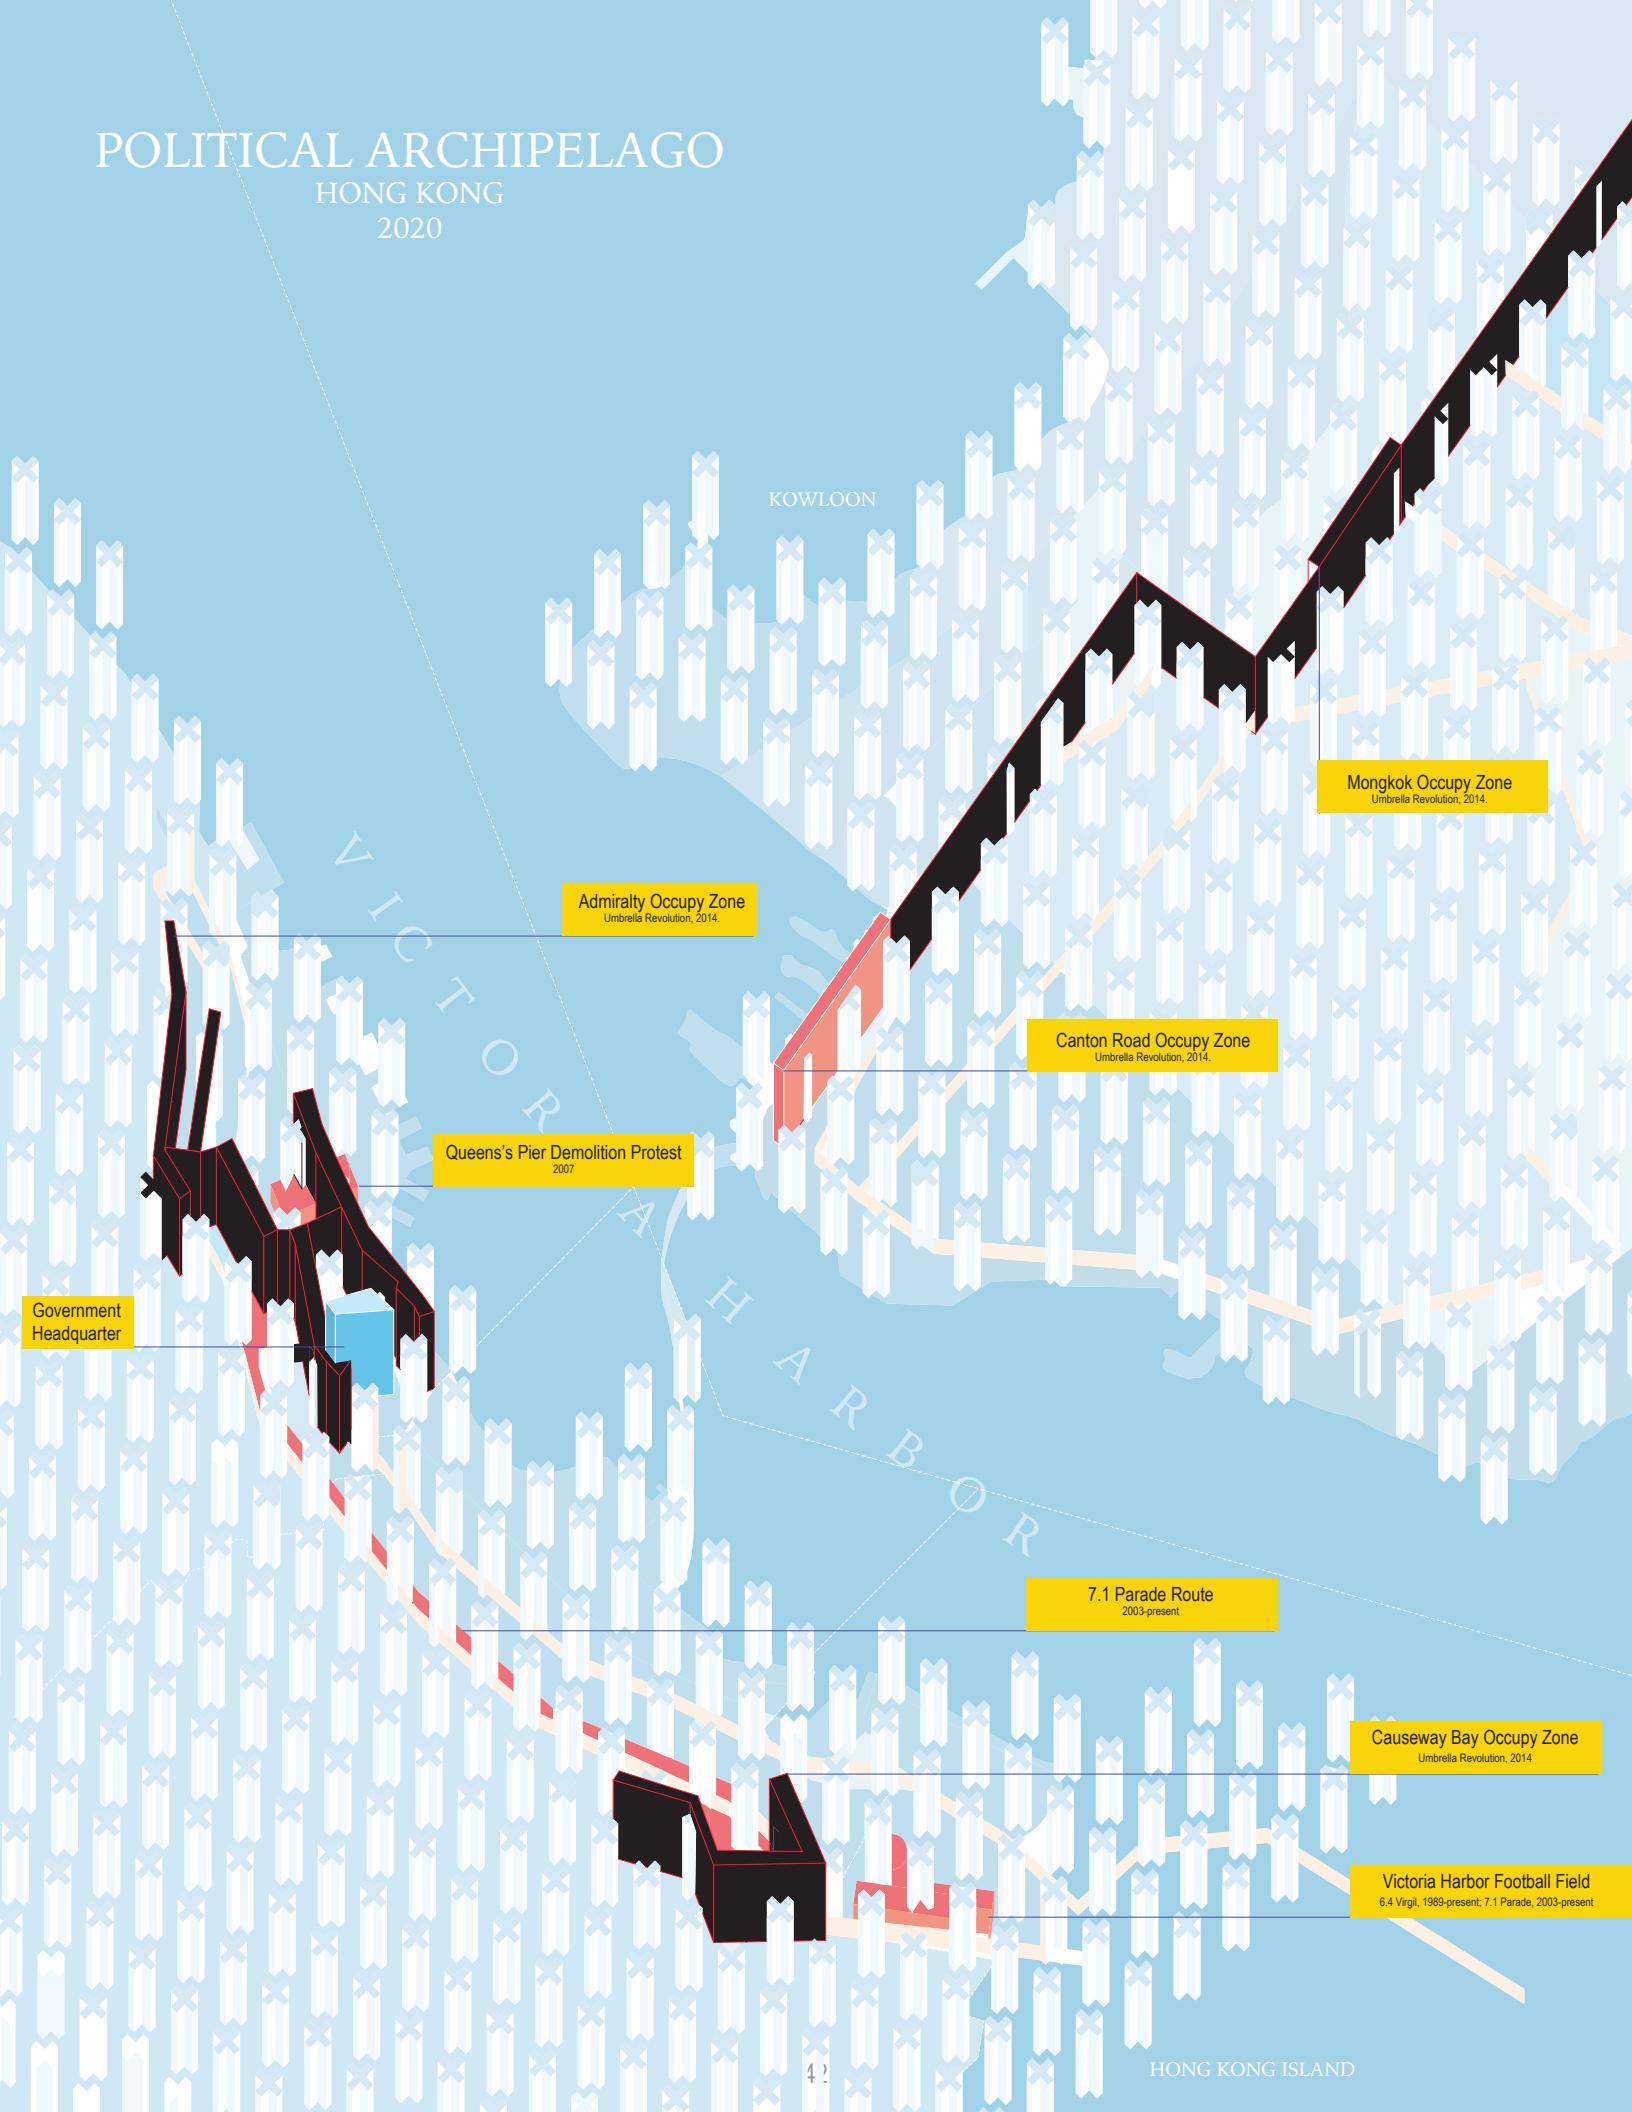 POLITICAL ARCHIPELAGO
HONG KONG
2020
KOWLOON
VICTORIA HARBOR
Mongkok Occupy Zone
Umbrella Revolution, 2014.
Admiralty Occupy Zone
Umbrella Revolution, 2014.
Canton Road Occupy Zone
Umbrella Revolution, 2014.
Queens's Pier Demolition Protest
2007
Government
Headquarter
7.1 Parade Route
2003-present
Causeway Bay Occupy Zone
Umbrella Revolution, 2014
Victoria Harbor Football Field
6.4 Virgil, 1989-present; 7.1 Parade, 2003-present
HONG KONG ISLAND
42